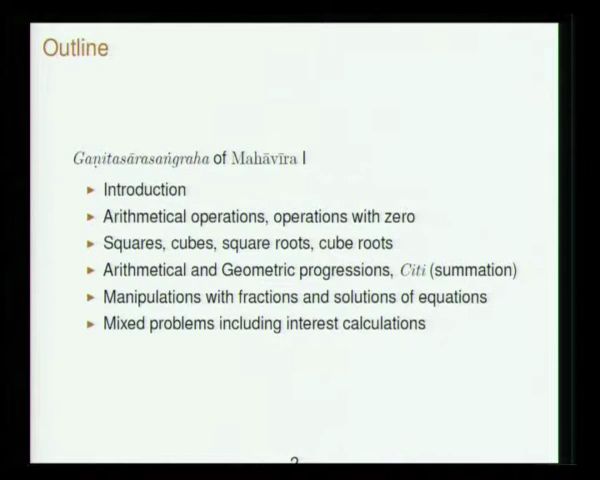 Outline
Gaṇitasārasaṅgraha of Mahāvīra I
► Introduction
► Arithmetical operations, operations with zero
► Squares, cubes, square roots, cube roots
► Arithmetical and Geometric progressions, Citi (summation)
► Manipulations with fractions and solutions of equations
► Mixed problems including interest calculations
2